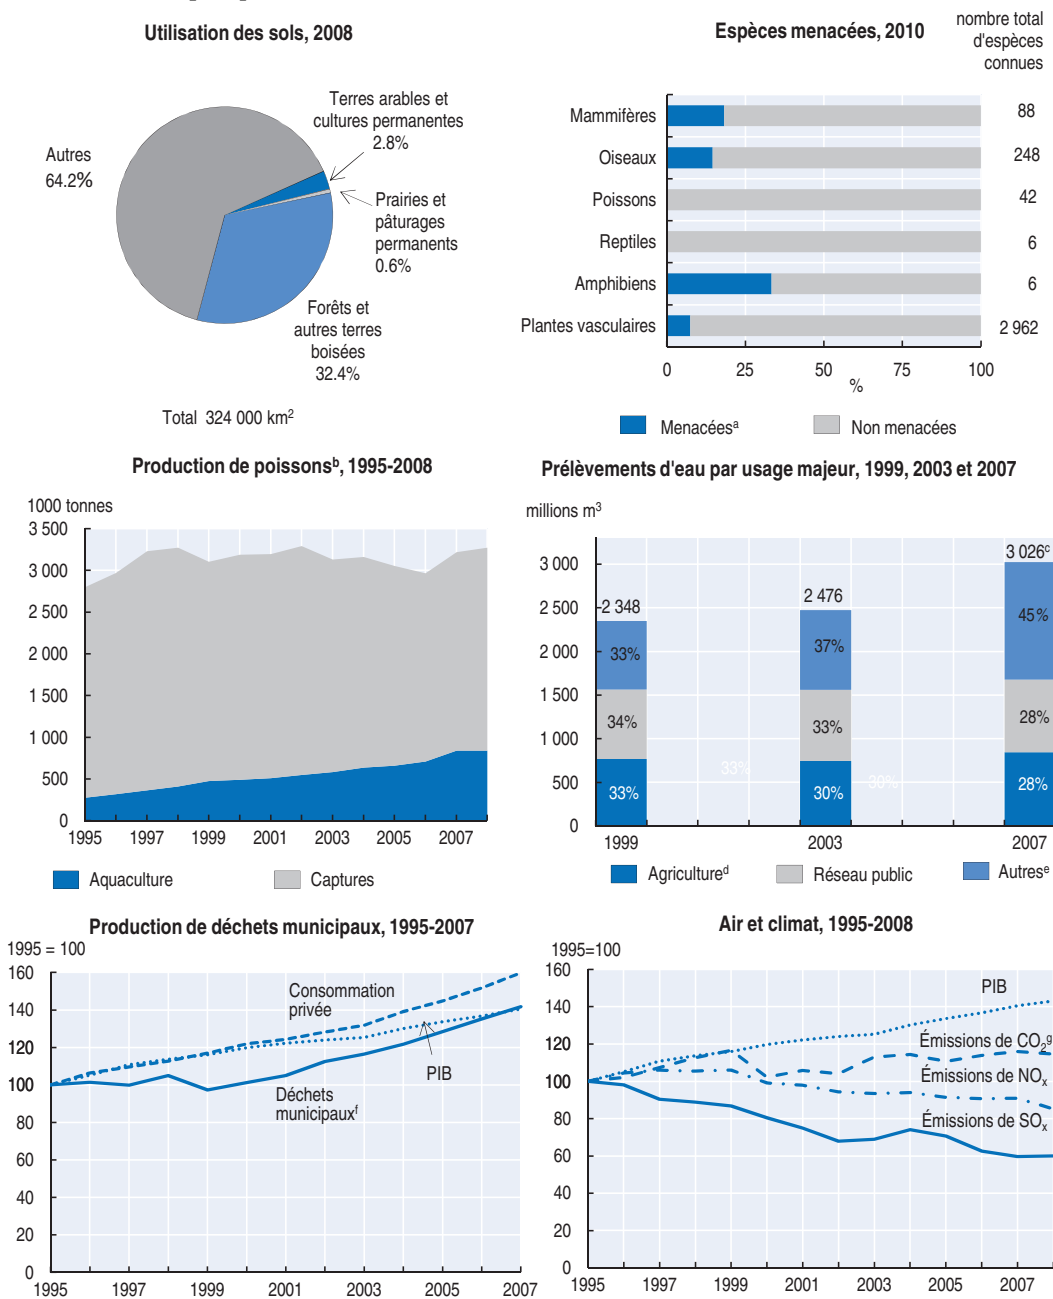 Utilisation des sols, 2008
Terres arables et
cultures permanentes
2.8%
Autres
64.2%
Prairies et
pâturages
permanents
0.6%
Forêts et
autres terres
boisées
32.4%
Total 324 000 km²
Espèces menacées, 2010
nombre total
d'espèces
connues
Mammifères 88
Oiseaux 248
Poissons 42
Reptiles 6
Amphibiens 6
Plantes vasculaires 2 962
0 25 50 75 100
%
Menacéesᵃ Non menacées
Production de poissonsᵇ, 1995-2008
1000 tonnes
3 500
3 000
2 500
2 000
1 500
1 000
500
0
1995 1997 1999 2001 2003 2005 2007
Aquaculture Captures
Prélèvements d'eau par usage majeur, 1999, 2003 et 2007
millions m³
3 000
2 500
2 000
1 500
1 000
500
0
2 348
33%
34%
33%
33%
2 476
37%
33%
30%
30%
3 026ᶜ
45%
28%
28%
1999 2003 2007
Agricultureᵈ Réseau public Autresᵉ
Production de déchets municipaux, 1995-2007
1995 = 100
160
140
120
100
80
60
40
20
0
Consommation
privée
PIB
Déchets
municipauxᶠ
1995 1997 1999 2001 2003 2005 2007
Air et climat, 1995-2008
1995=100
160
140
120
100
80
60
40
20
0
PIB
Émissions de CO₂ᵍ
Émissions de NOₓ
Émissions de SOₓ
1995 1997 1999 2001 2003 2005 2007